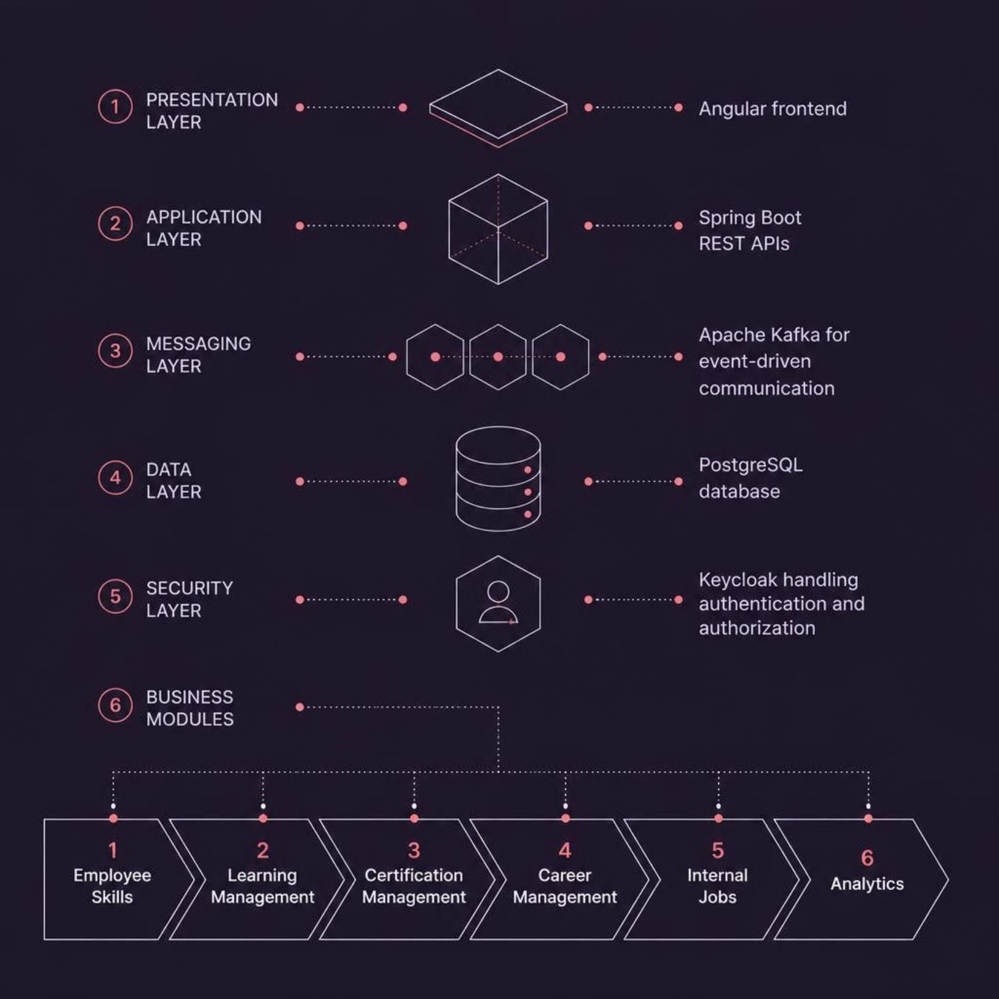 1
PRESENTATION
LAYER
Angular frontend
2
APPLICATION
LAYER
Spring Boot
REST APIs
3
MESSAGING
LAYER
Apache Kafka for
event-driven
communication
4
DATA
LAYER
PostgreSQL
database
5
SECURITY
LAYER
Keycloak handling
authentication and
authorization
6
BUSINESS
MODULES
1
Employee
Skills
2
Learning
Management
3
Certification
Management
4
Career
Management
5
Internal
Jobs
6
Analytics